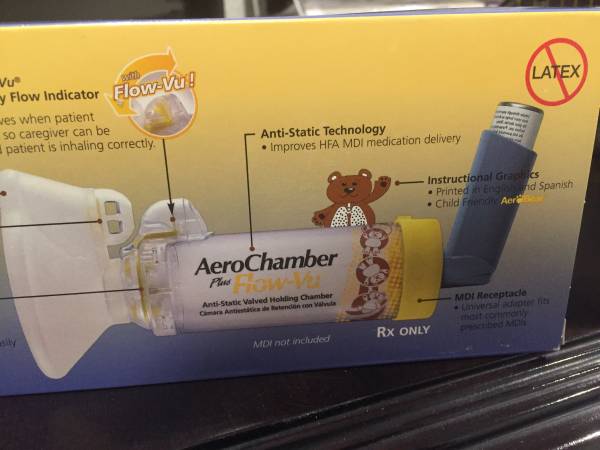 Vu®
y Flow Indicator
with
Flow-Vu!
ves when patient
so caregiver can be
patient is inhaling correctly.
LATEX
Anti-Static Technology
• Improves HFA MDI medication delivery
Instructional Graphics
• Printed in English and Spanish
• Child Friendly AeroBear
AeroChamber
Plus Flow-Vu
Anti-Static Valved Holding Chamber
Cámara Antiestática de Retención con Válvula
MDI Receptacle
• Universal adapter fits
most commonly
prescribed MDIs
RX ONLY
MDI not included
sily